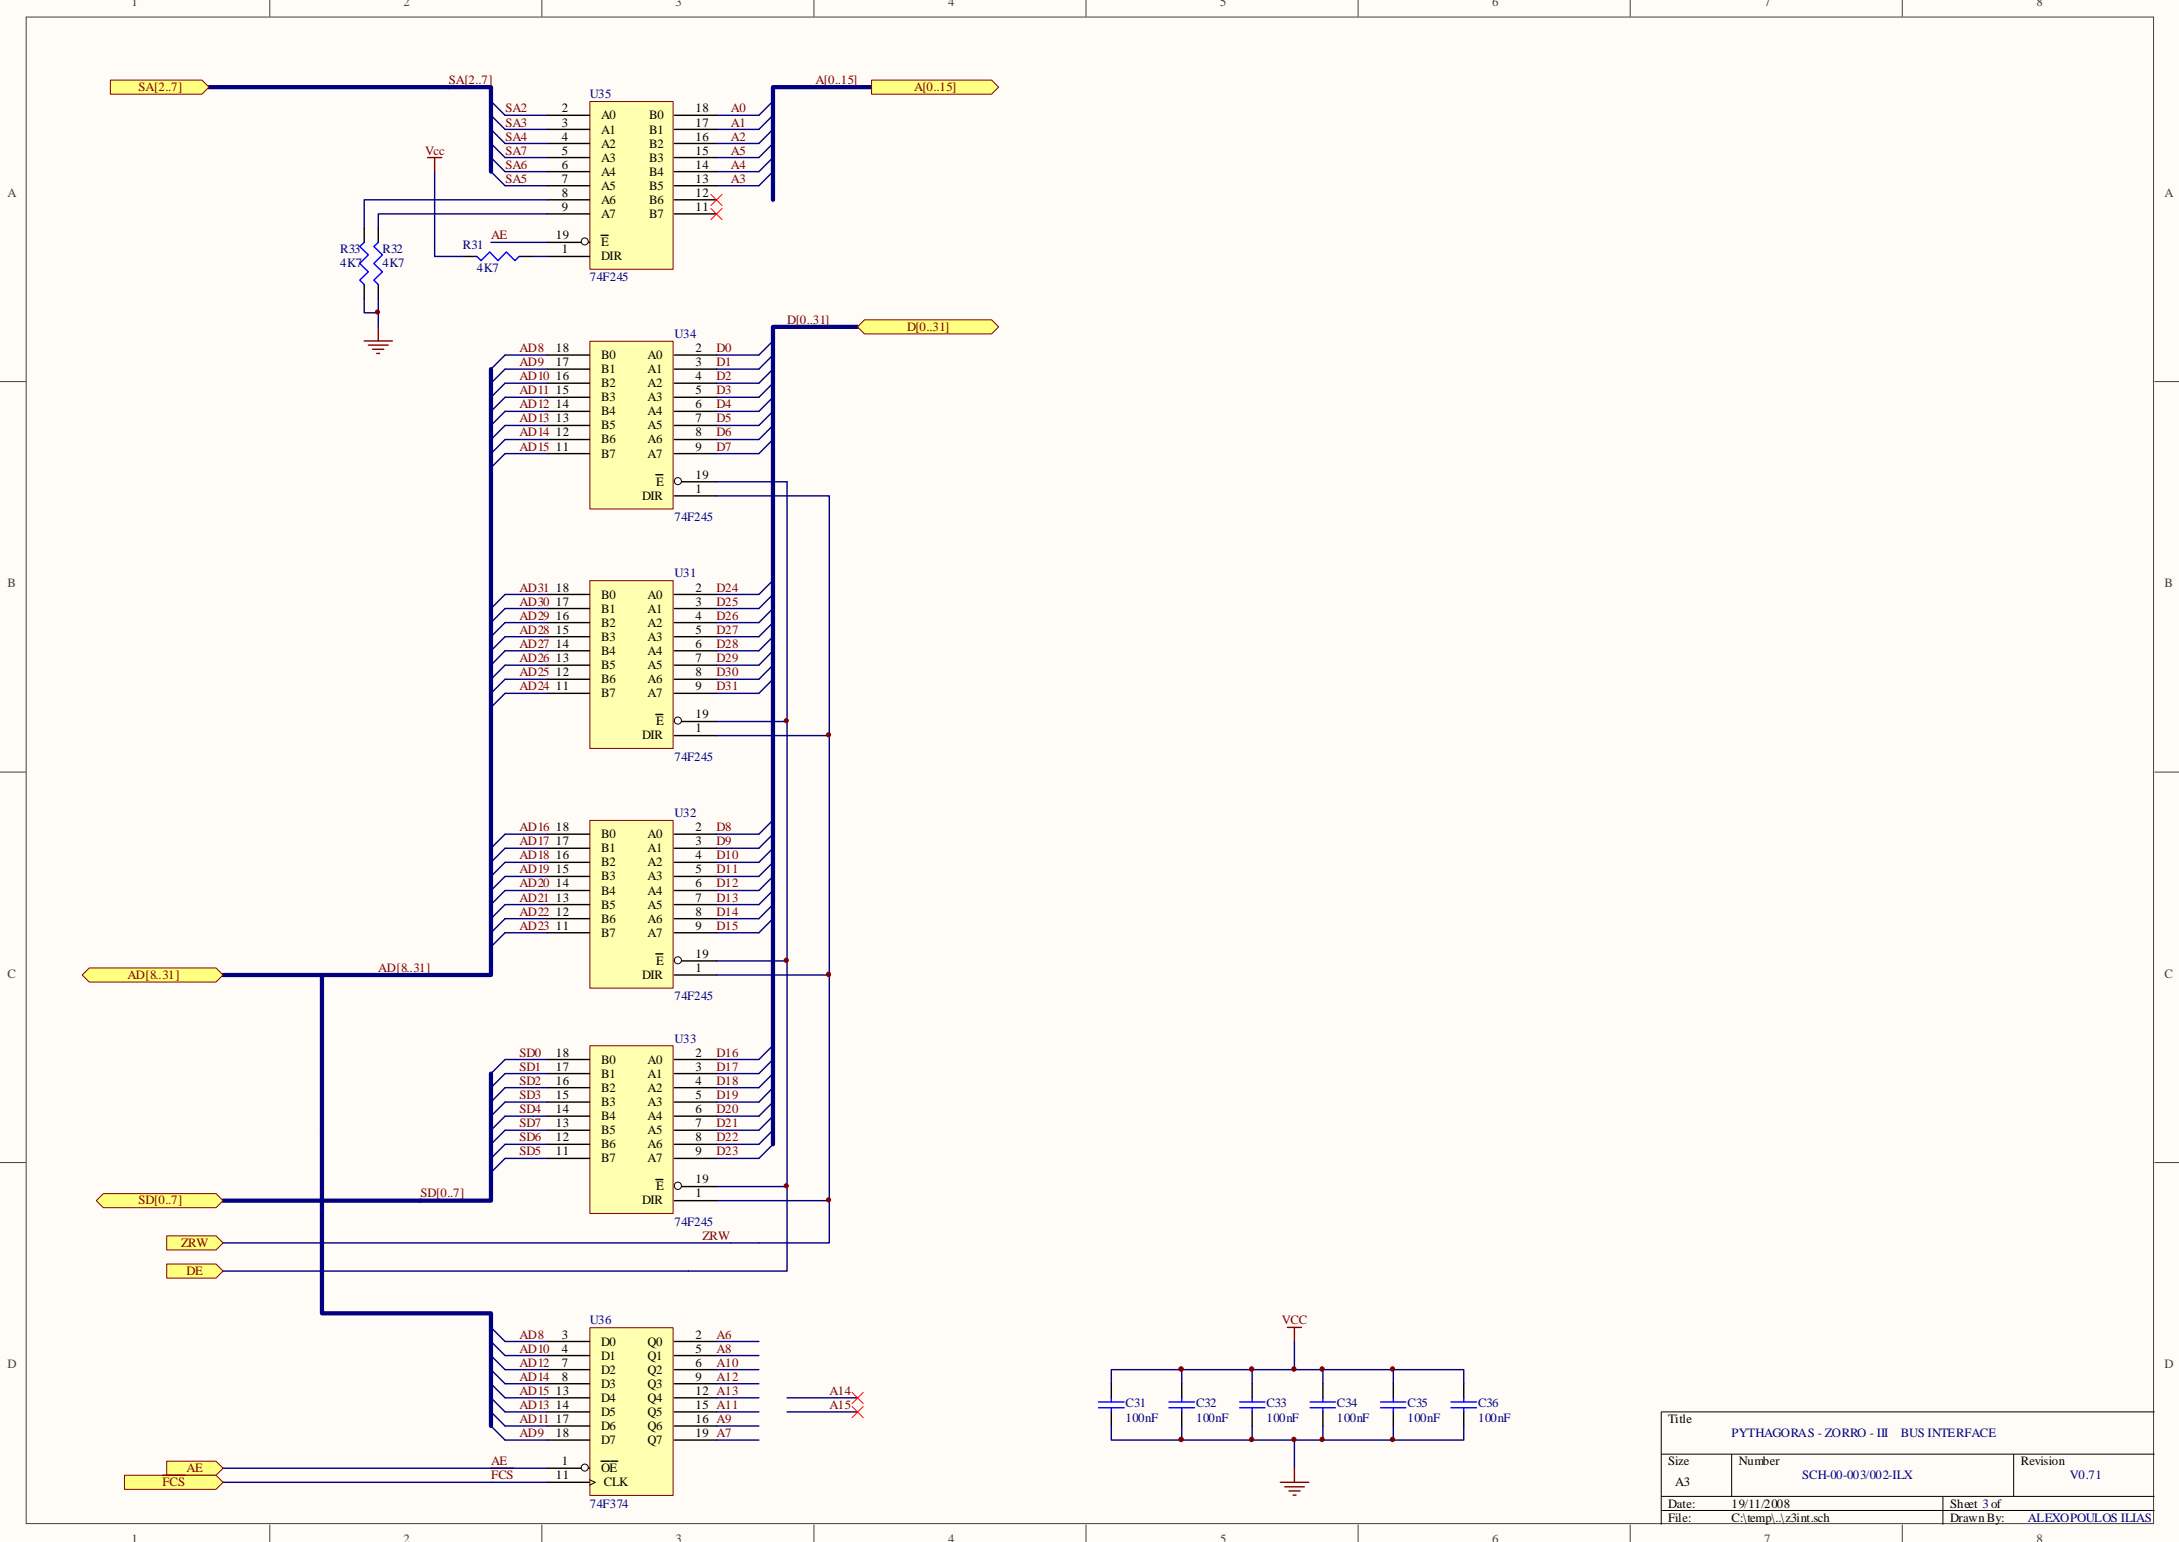 1 2 3 4 5 6 7 8
SA[2..7] SA[2..7] A[0..15] A[0..15]
U35
SA2 2 A0 B0 18 A0
SA3 3 A1 B1 17 A1
SA4 4 A2 B2 16 A2
SA7 5 A3 B3 15 A5
SA6 6 A4 B4 14 A4
SA5 7 A5 B5 13 A3
8 A6 B6 12
9 A7 B7 11
Vcc
A A
AE 19 E
R31 1 DIR
4K7
R33 R32
4K7 4K7
74F245
D[0..31] D[0..31]
U34
AD8 18 B0 A0 2 D0
AD9 17 B1 A1 3 D1
AD10 16 B2 A2 4 D2
AD11 15 B3 A3 5 D3
AD12 14 B4 A4 6 D4
AD13 13 B5 A5 7 D5
AD14 12 B6 A6 8 D6
AD15 11 B7 A7 9 D7
E 19
DIR 1
74F245
B B
U31
AD31 18 B0 A0 2 D24
AD30 17 B1 A1 3 D25
AD29 16 B2 A2 4 D26
AD28 15 B3 A3 5 D27
AD27 14 B4 A4 6 D28
AD26 13 B5 A5 7 D29
AD25 12 B6 A6 8 D30
AD24 11 B7 A7 9 D31
E 19
DIR 1
74F245
U32
AD16 18 B0 A0 2 D8
AD17 17 B1 A1 3 D9
AD18 16 B2 A2 4 D10
AD19 15 B3 A3 5 D11
AD20 14 B4 A4 6 D12
AD21 13 B5 A5 7 D13
AD22 12 B6 A6 8 D14
AD23 11 B7 A7 9 D15
E 19
DIR 1
74F245
C C
AD[8..31] AD[8..31]
U33
SD0 18 B0 A0 2 D16
SD1 17 B1 A1 3 D17
SD2 16 B2 A2 4 D18
SD3 15 B3 A3 5 D19
SD4 14 B4 A4 6 D20
SD7 13 B5 A5 7 D21
SD6 12 B6 A6 8 D22
SD5 11 B7 A7 9 D23
E 19
DIR 1
74F245
SD[0..7] SD[0..7]
ZRW ZRW
DE
U36
AD8 3 D0 Q0 2 A6
AD10 4 D1 Q1 5 A8
AD12 7 D2 Q2 6 A10
AD14 8 D3 Q3 9 A12
AD15 13 D4 Q4 12 A13 A14
AD13 14 D5 Q5 15 A11 A15
AD11 17 D6 Q6 16 A9
AD9 18 D7 Q7 19 A7
AE AE 1 OE
FCS FCS 11 CLK
74F374
D D
VCC
C31 C32 C33 C34 C35 C36
100nF 100nF 100nF 100nF 100nF 100nF
Title
PYTHAGORAS - ZORRO - III BUS INTERFACE
Size Number Revision
A3 SCH-00-003/002-ILX V0.71
Date: 19/11/2008 Sheet 3 of
File: C:\temp\..\z3int.sch Drawn By: ALEXOPOULOS ILIAS
1 2 3 4 5 6 7 8